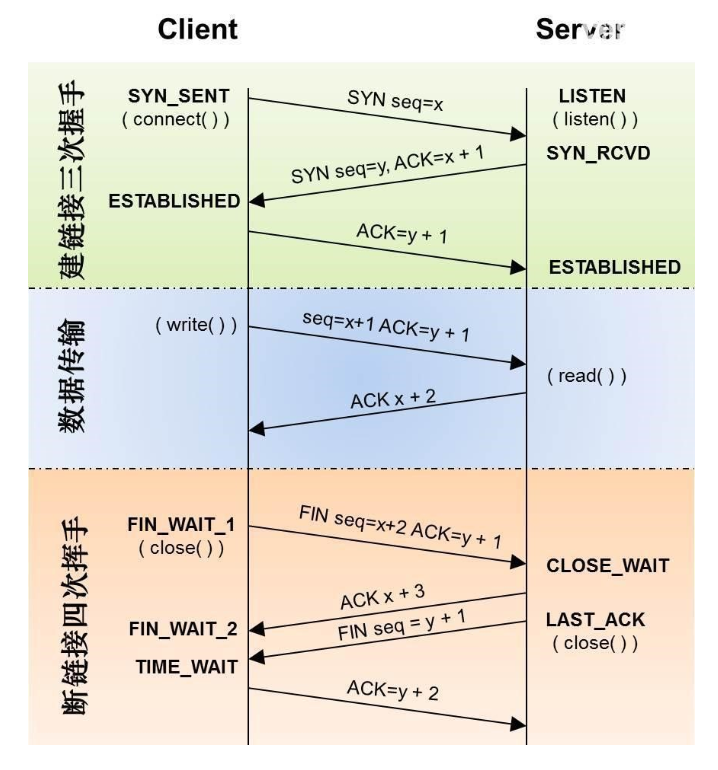 Client
Server
建链接三次握手
SYN_SENT
( connect( ) )
SYN seq=x
LISTEN
( listen( ) )
SYN_RCVD
SYN seq=y, ACK=x + 1
ESTABLISHED
ACK=y + 1
ESTABLISHED
数据传输
( write( ) )
seq=x+1 ACK=y + 1
( read( ) )
ACK x + 2
断链接四次挥手
FIN_WAIT_1
( close( ) )
FIN seq=x+2 ACK=y + 1
CLOSE_WAIT
ACK x + 3
FIN_WAIT_2
FIN seq = y + 1
LAST_ACK
( close( ) )
TIME_WAIT
ACK=y + 2